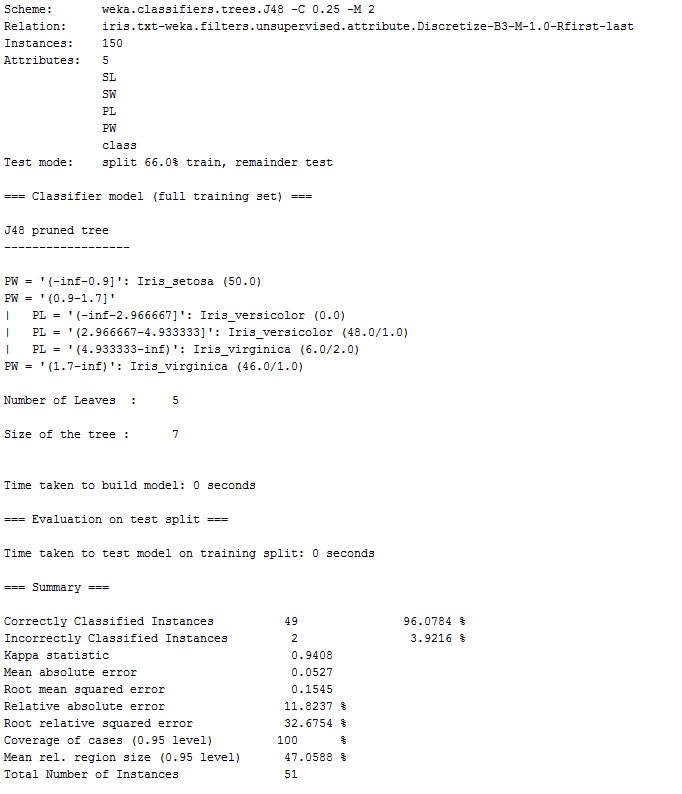 Scheme:       weka.classifiers.trees.J48 -C 0.25 -M 2
Relation:     iris.txt-weka.filters.unsupervised.attribute.Discretize-B3-M-1.0-Rfirst-last
Instances:    150
Attributes:   5
              SL
              SW
              PL
              PW
              class
Test mode:    split 66.0% train, remainder test
=== Classifier model (full training set) ===
J48 pruned tree
------------------
PW = '(-inf-0.9]': Iris_setosa (50.0)
PW = '(0.9-1.7]'
|   PL = '(-inf-2.966667]': Iris_versicolor (0.0)
|   PL = '(2.966667-4.933333]': Iris_versicolor (48.0/1.0)
|   PL = '(4.933333-inf)': Iris_virginica (6.0/2.0)
PW = '(1.7-inf)': Iris_virginica (46.0/1.0)
Number of Leaves  :     5
Size of the tree :      7
Time taken to build model: 0 seconds
=== Evaluation on test split ===
Time taken to test model on training split: 0 seconds
=== Summary ===
Correctly Classified Instances          49               96.0784 %
Incorrectly Classified Instances         2                3.9216 %
Kappa statistic                          0.9408
Mean absolute error                      0.0527
Root mean squared error                  0.1545
Relative absolute error                 11.8237 %
Root relative squared error             32.6754 %
Coverage of cases (0.95 level)         100      %
Mean rel. region size (0.95 level)      47.0588 %
Total Number of Instances               51